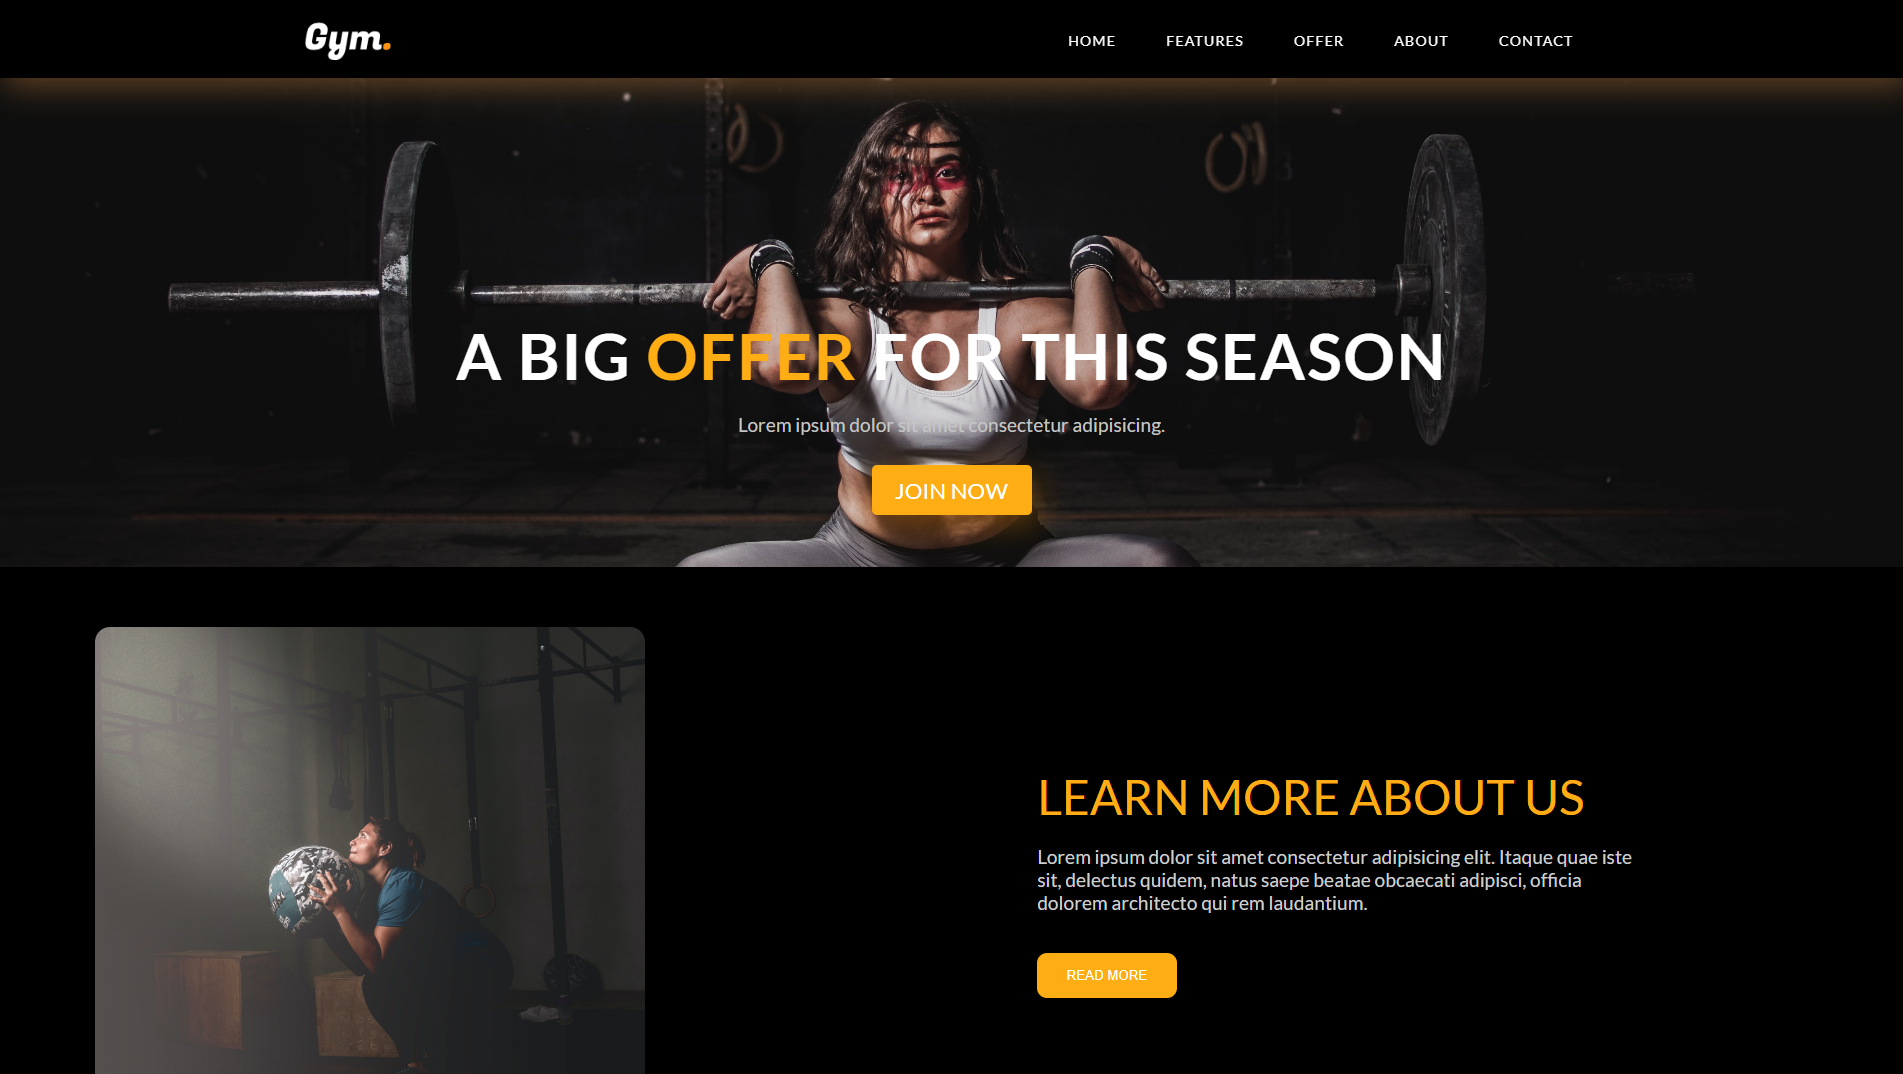 Gym.
HOME FEATURES OFFER ABOUT CONTACT
A BIG OFFER FOR THIS SEASON
Lorem ipsum dolor sit amet consectetur adipisicing.
JOIN NOW
LEARN MORE ABOUT US
Lorem ipsum dolor sit amet consectetur adipisicing elit. Itaque quae iste
sit, delectus quidem, natus saepe beatae obcaecati adipisci, officia
dolorem architecto qui rem laudantium.
READ MORE